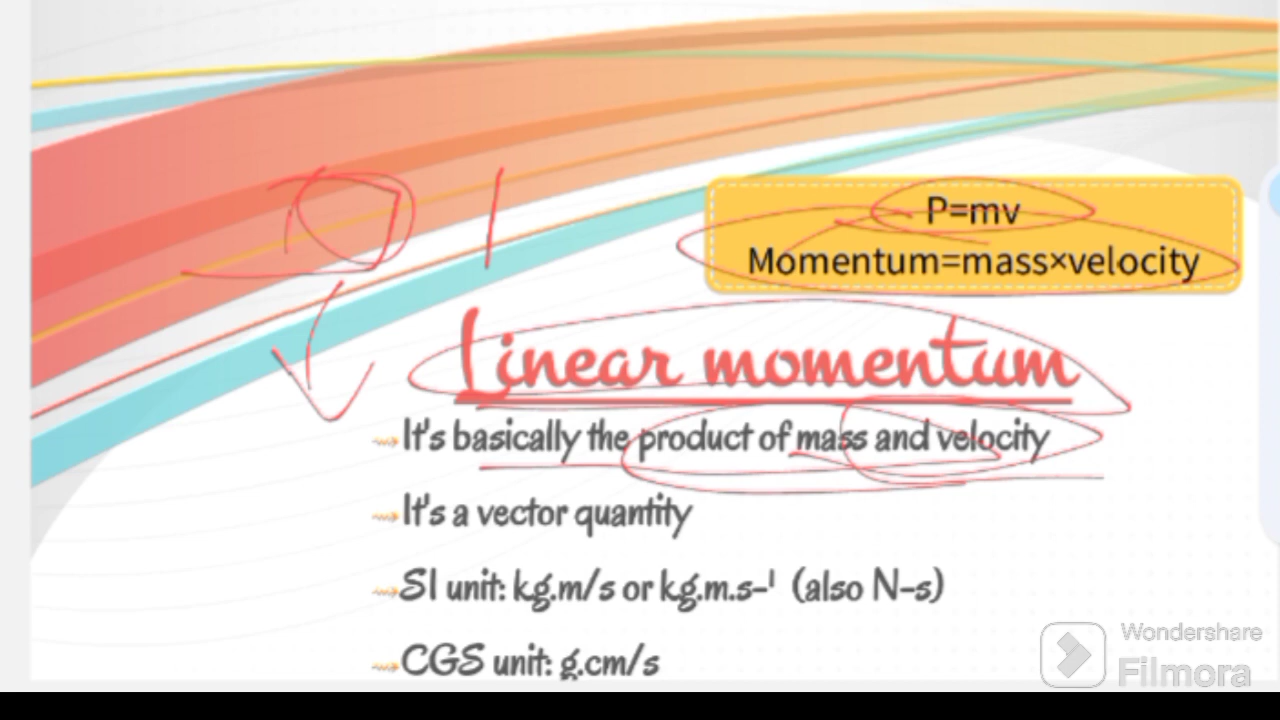 P=mv
Momentum=mass×velocity
Linear momentum
It's basically the product of mass and velocity
It's a vector quantity
SI unit: kg.m/s or kg.m.s-¹ (also N-s)
CGS unit: g.cm/s
Wondershare
Filmora